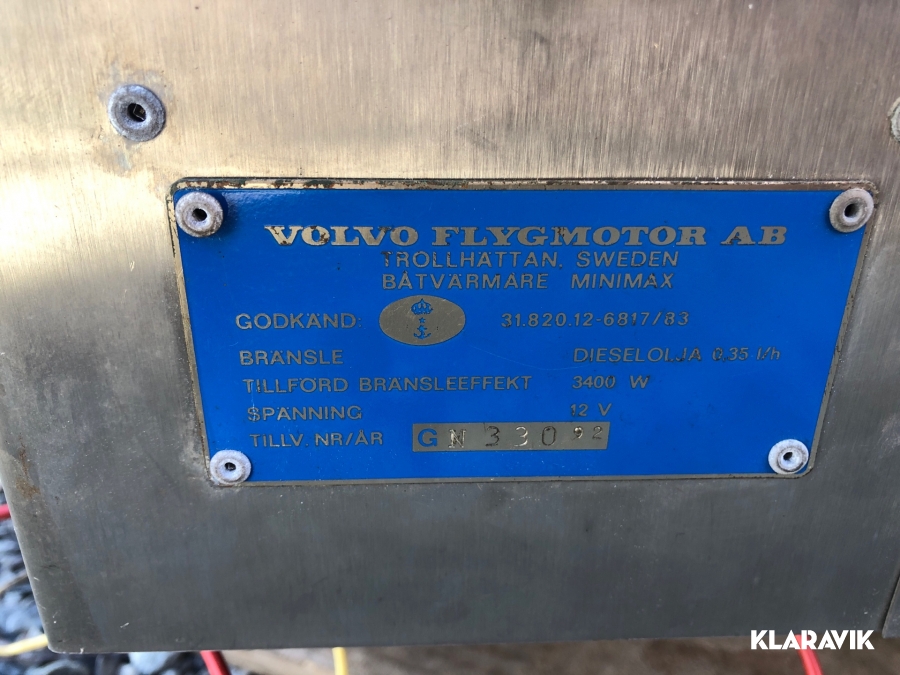 VOLVO FLYGMOTOR AB
TROLLHÄTTAN. SWEDEN
BÅTVÄRMARE MINIMAX
GODKÄND: 31.820.12-6817/83
BRÄNSLE DIESELOLJA 0,35 l/h
TILLFÖRD BRÄNSLEEFFEKT 3400 W
SPÄNNING 12 V
TILLV. NR/ÅR GN 330 92
KLARAVIK